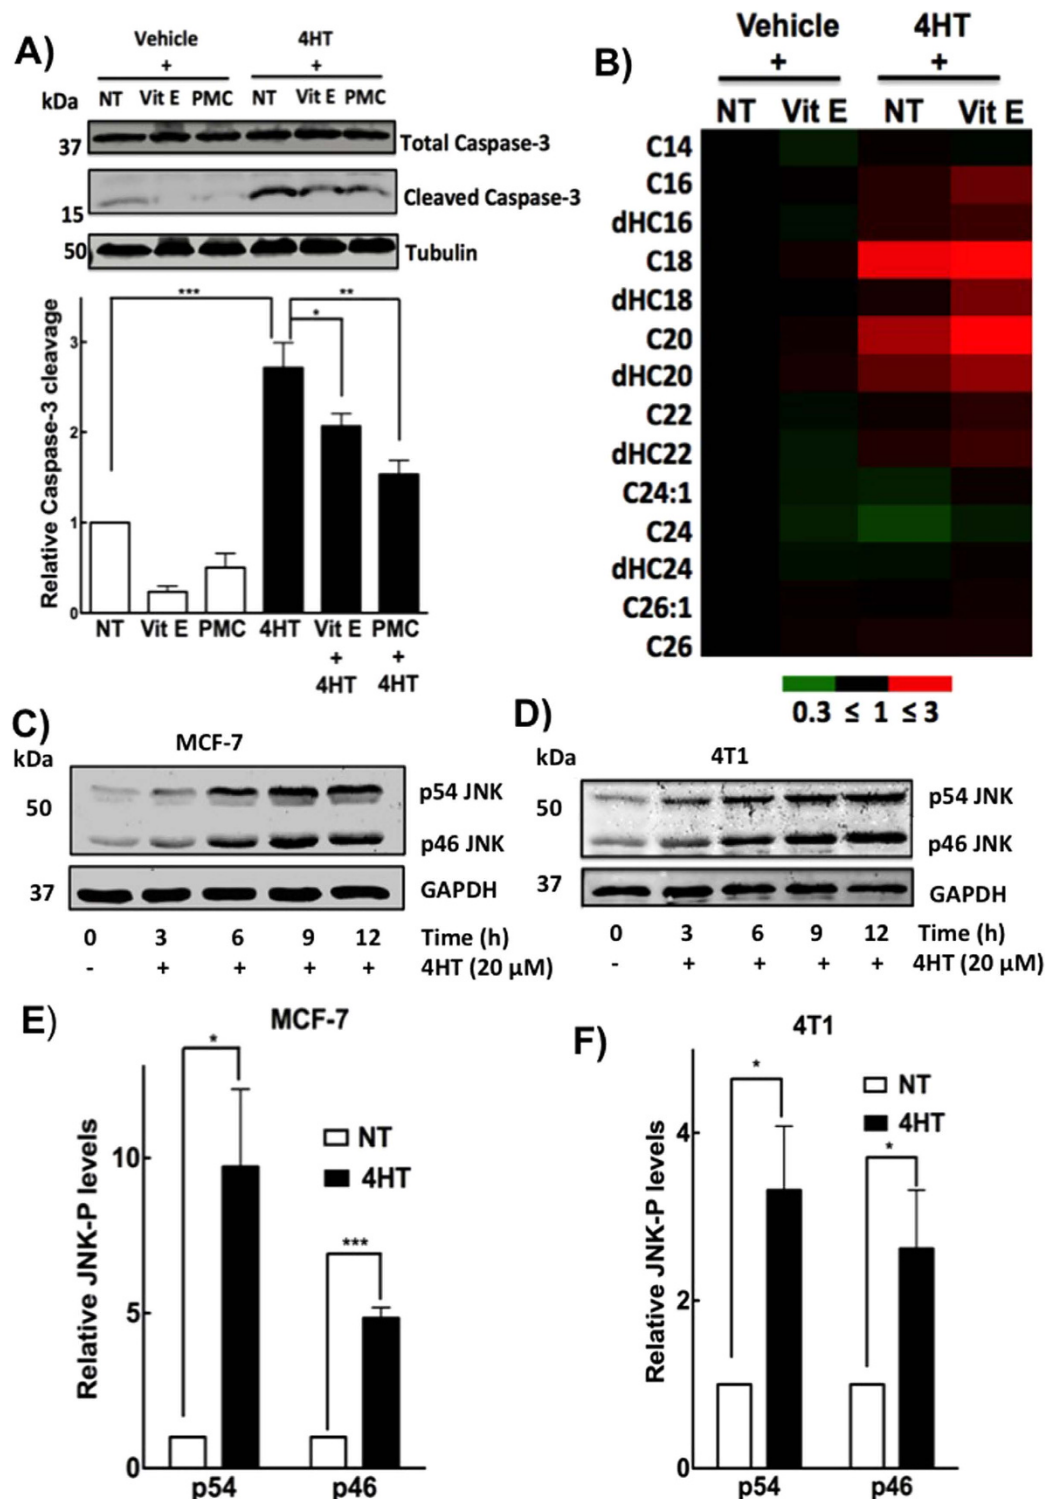 A)
Vehicle 4HT
+ +
kDa NT Vit E PMC NT Vit E PMC
37 Total Caspase-3
15 Cleaved Caspase-3
50 Tubulin
Relative Caspase-3 cleavage
*** **
*
3
2
1
0
NT Vit E PMC 4HT Vit E PMC
+ +
4HT 4HT
B)
Vehicle 4HT
+ +
NT Vit E NT Vit E
C14
C16
dHC16
C18
dHC18
C20
dHC20
C22
dHC22
C24:1
C24
dHC24
C26:1
C26
0.3 ≤ 1 ≤ 3
C)
MCF-7
kDa
50 p54 JNK
p46 JNK
37 GAPDH
0 3 6 9 12 Time (h)
- + + + + 4HT (20 µM)
D)
4T1
kDa
50 p54 JNK
p46 JNK
37 GAPDH
0 3 6 9 12 Time (h)
- + + + + 4HT (20 µM)
E)
MCF-7
Relative JNK-P levels
*
NT
4HT
***
10
5
0
p54 p46
F)
4T1
Relative JNK-P levels
*
NT
4HT
*
4
2
0
p54 p46